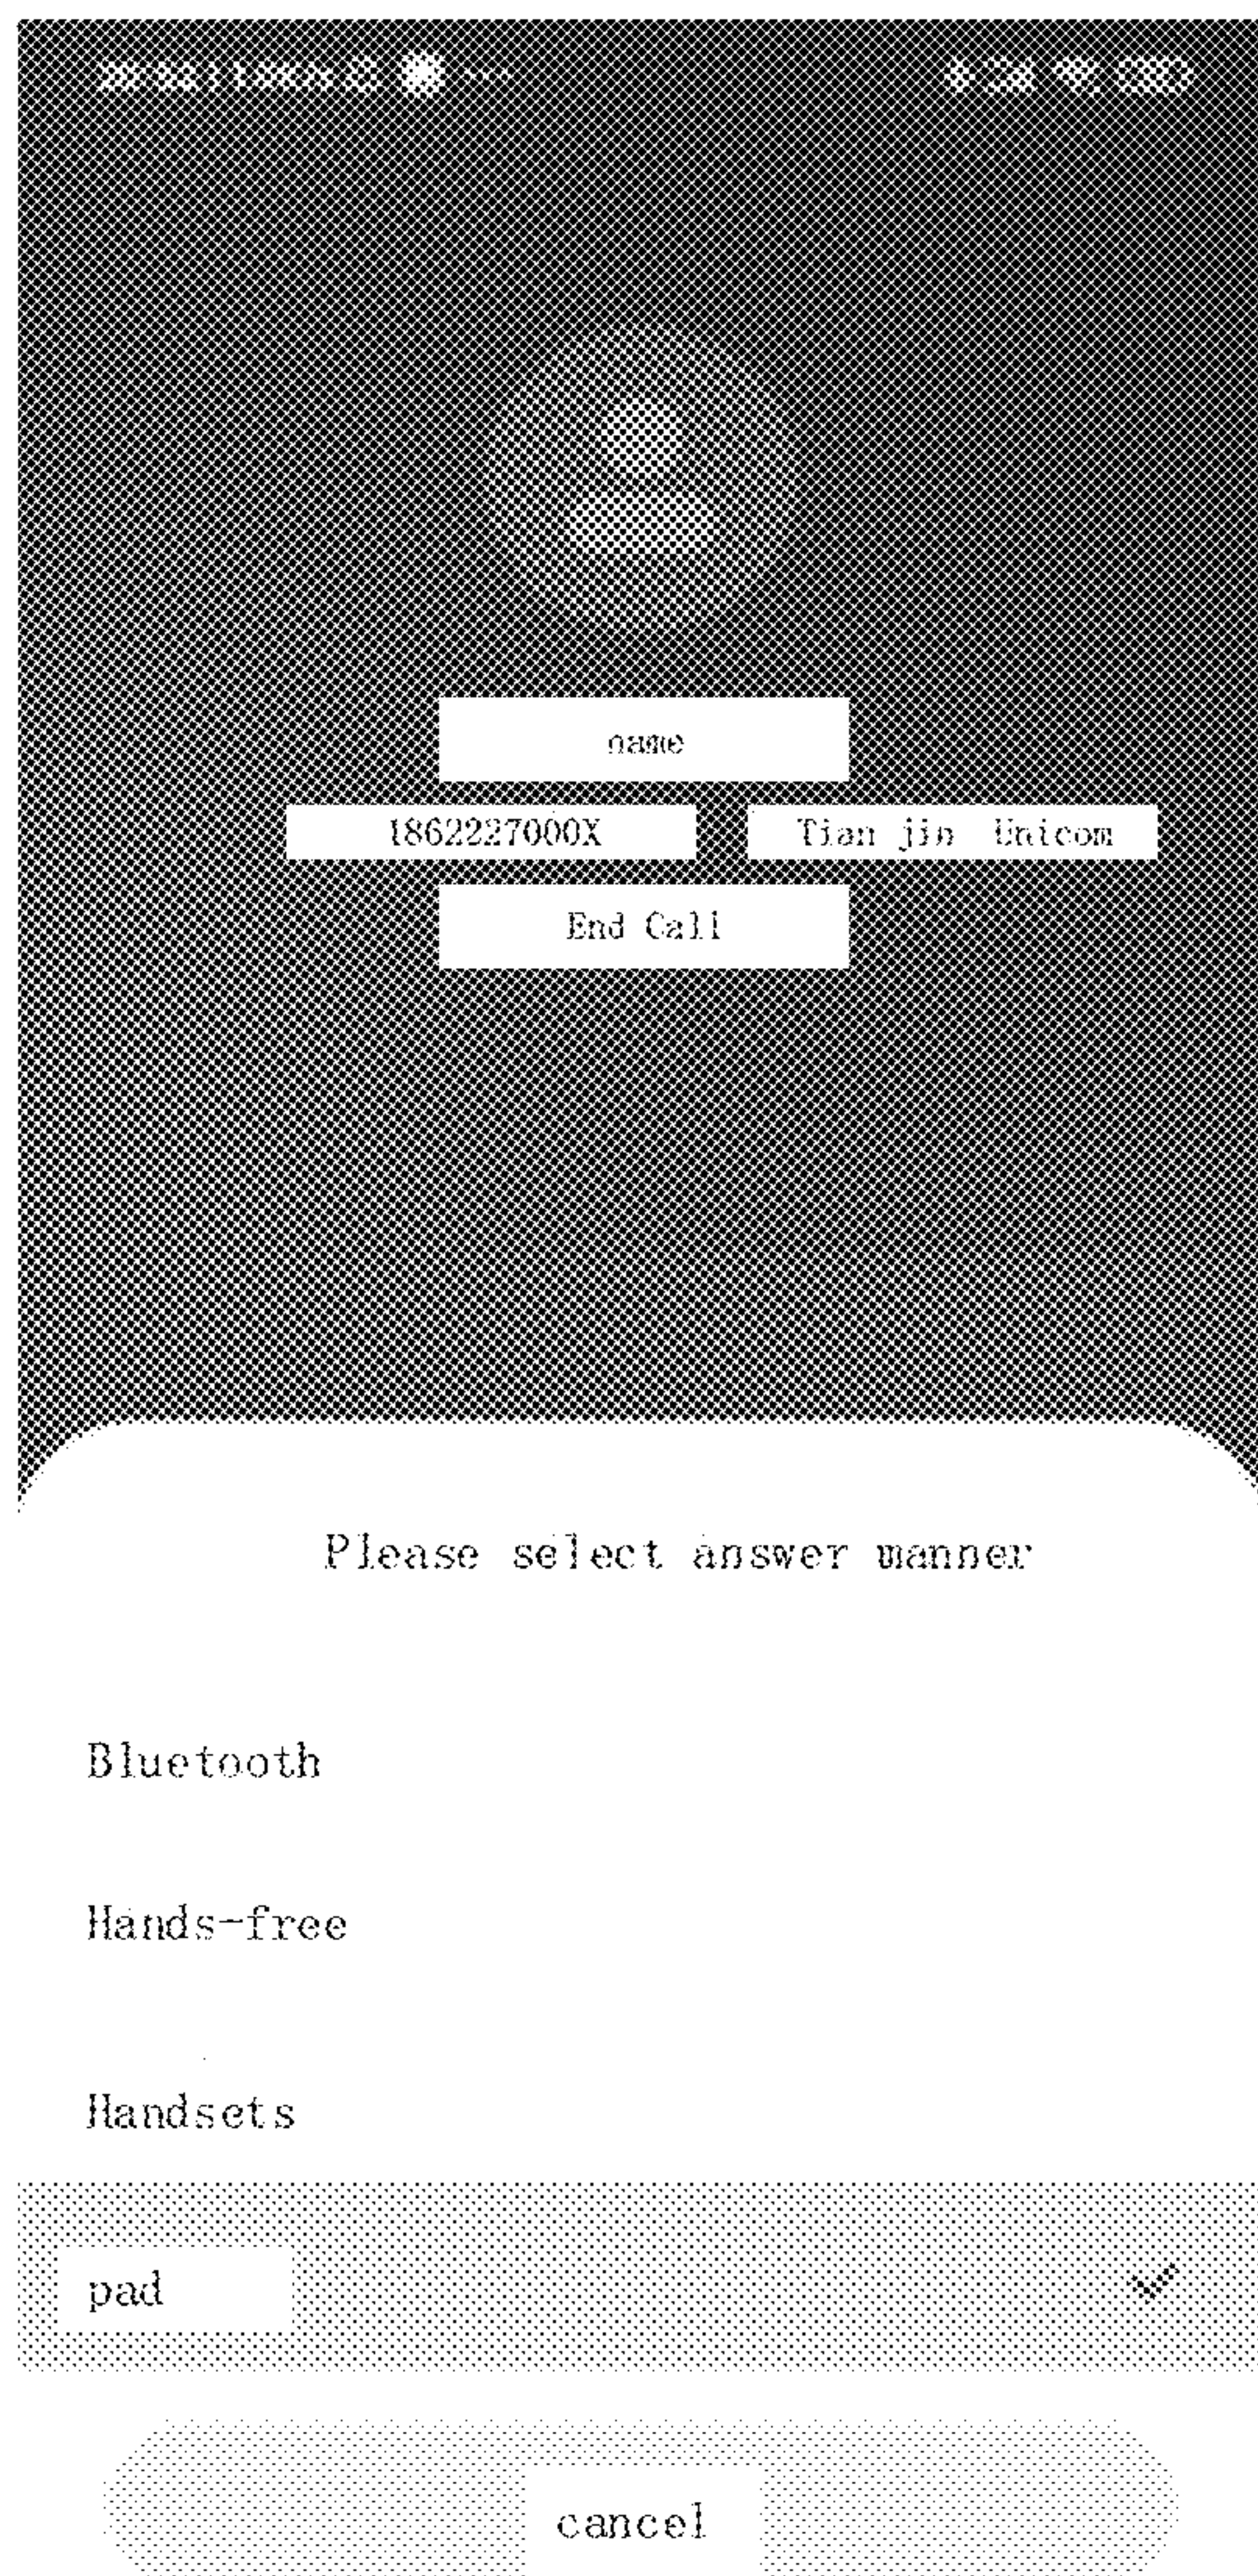 name
1862227000X Tian jin Unicom
End Call
Please select answer manner
Bluetooth
Hands-free
Handsets
pad
cancel